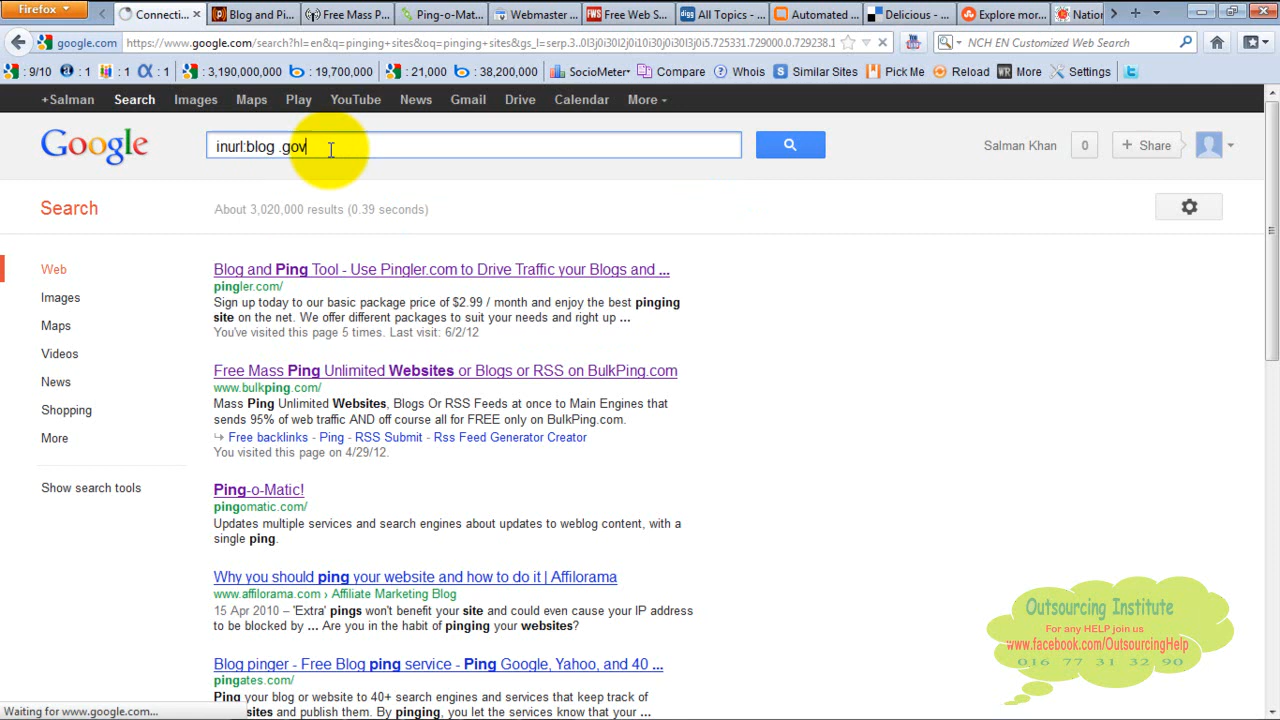 Firefox
Connecti...
Blog and Pi...
Free Mass P...
Ping-o-Mat...
Webmaster ...
Free Web S...
All Topics - ...
Automated ...
Delicious - ...
Explore mor...
Nation
google.com
https://www.google.com/search?hl=en&q=pinging+sites&oq=pinging+sites&gs_l=serp.3..0l3j0i30l2j0i10i30j0i30l3j0i5.725331.729000.0.729238.1
NCH EN Customized Web Search
: 9/10
: 1
: 1
: 1
: 3,190,000,000
: 19,700,000
: 21,000
: 38,200,000
SocioMeter
Compare
Whois
Similar Sites
Pick Me
Reload
More
Settings
+Salman Search Images Maps Play YouTube News Gmail Drive Calendar More
Google
inurl:blog .gov
Salman Khan
0
+ Share
Search
About 3,020,000 results (0.39 seconds)
Web
Images
Maps
Videos
News
Shopping
More
Show search tools
Blog and Ping Tool - Use Pingler.com to Drive Traffic your Blogs and ...
pingler.com/
Sign up today to our basic package price of $2.99 / month and enjoy the best pinging
site on the net. We offer different packages to suit your needs and right up ...
You've visited this page 5 times. Last visit: 6/2/12
Free Mass Ping Unlimited Websites or Blogs or RSS on BulkPing.com
www.bulkping.com/
Mass Ping Unlimited Websites, Blogs Or RSS Feeds at once to Main Engines that
sends 95% of web traffic AND off course all for FREE only on BulkPing.com.
Free backlinks - Ping - RSS Submit - Rss Feed Generator Creator
You visited this page on 4/29/12.
Ping-o-Matic!
pingomatic.com/
Updates multiple services and search engines about updates to weblog content, with a
single ping.
Why you should ping your website and how to do it | Affilorama
www.affilorama.com › Affiliate Marketing Blog
15 Apr 2010 – 'Extra' pings won't benefit your site and could even cause your IP address
to be blocked by ... Are you in the habit of pinging your websites?
Blog pinger - Free Blog ping service - Ping Google, Yahoo, and 40 ...
pingates.com/
Ping your blog or website to 40+ search engines and services that keep track of
sites and publish them. By pinging, you let the services know that your ...
Outsourcing Institute
For any HELP join us
www.facebook.com/OutsourcingHelp
016 77 31 32 90
Waiting for www.google.com...